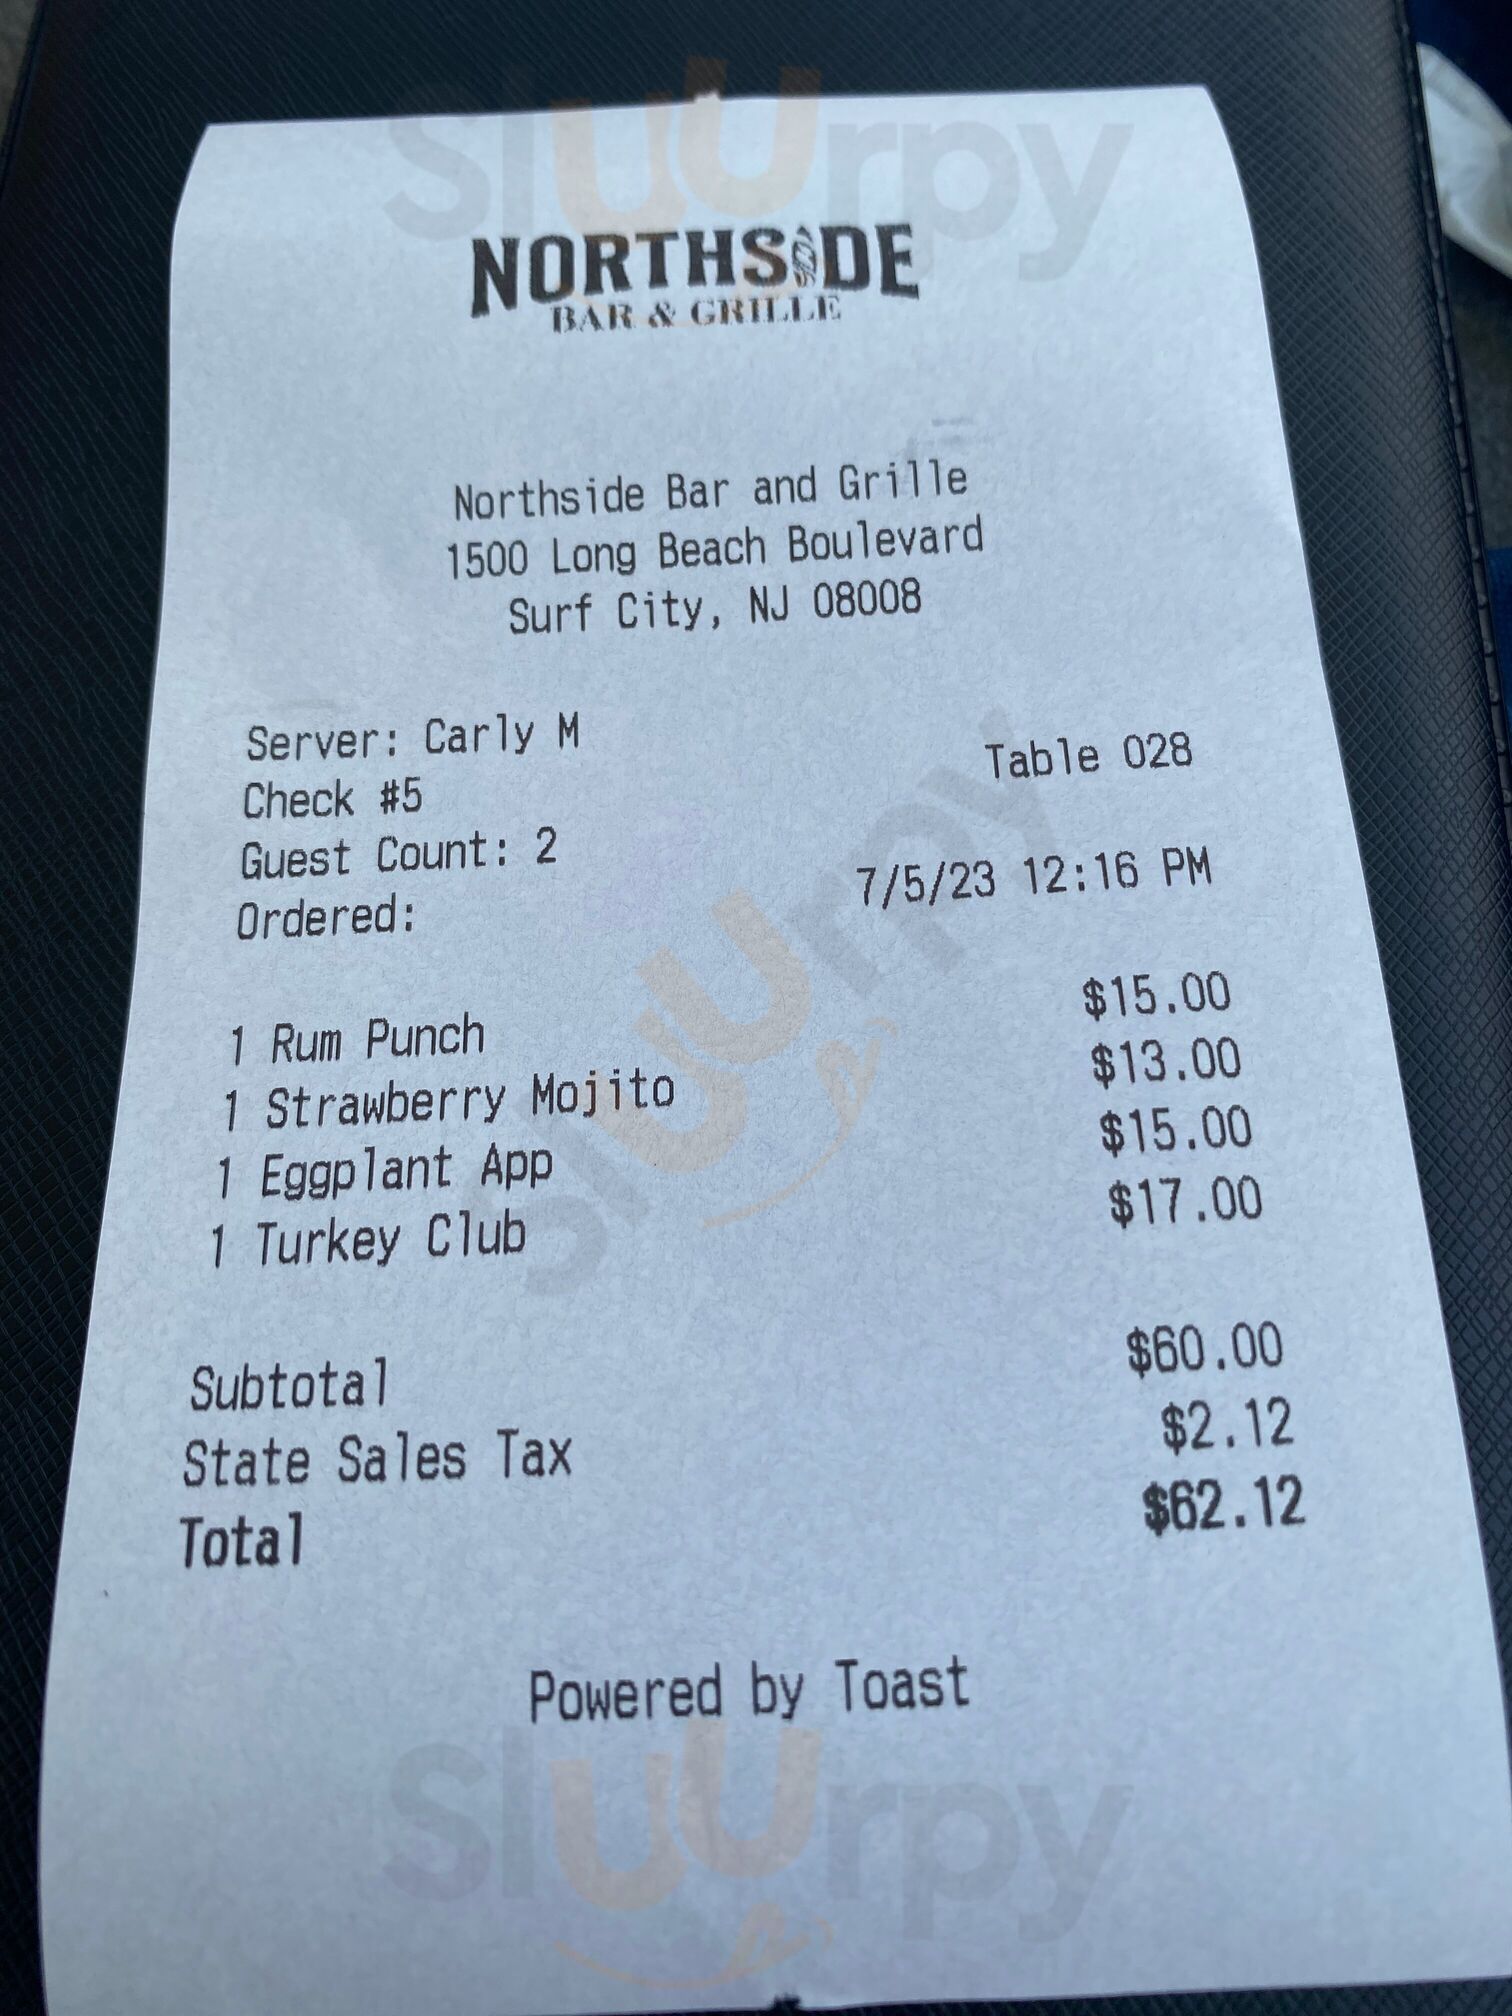 sluurpy
NORTHSIDE
BAR & GRILLE
Northside Bar and Grille
1500 Long Beach Boulevard
Surf City, NJ 08008
Server: Carly M
Check #5 Table 028
Guest Count: 2
Ordered: 7/5/23 12:16 PM
sluurpy
1 Rum Punch $15.00
1 Strawberry Mojito $13.00
1 Eggplant App $15.00
1 Turkey Club $17.00
Subtotal $60.00
State Sales Tax $2.12
Total $62.12
Powered by Toast
sluurpy